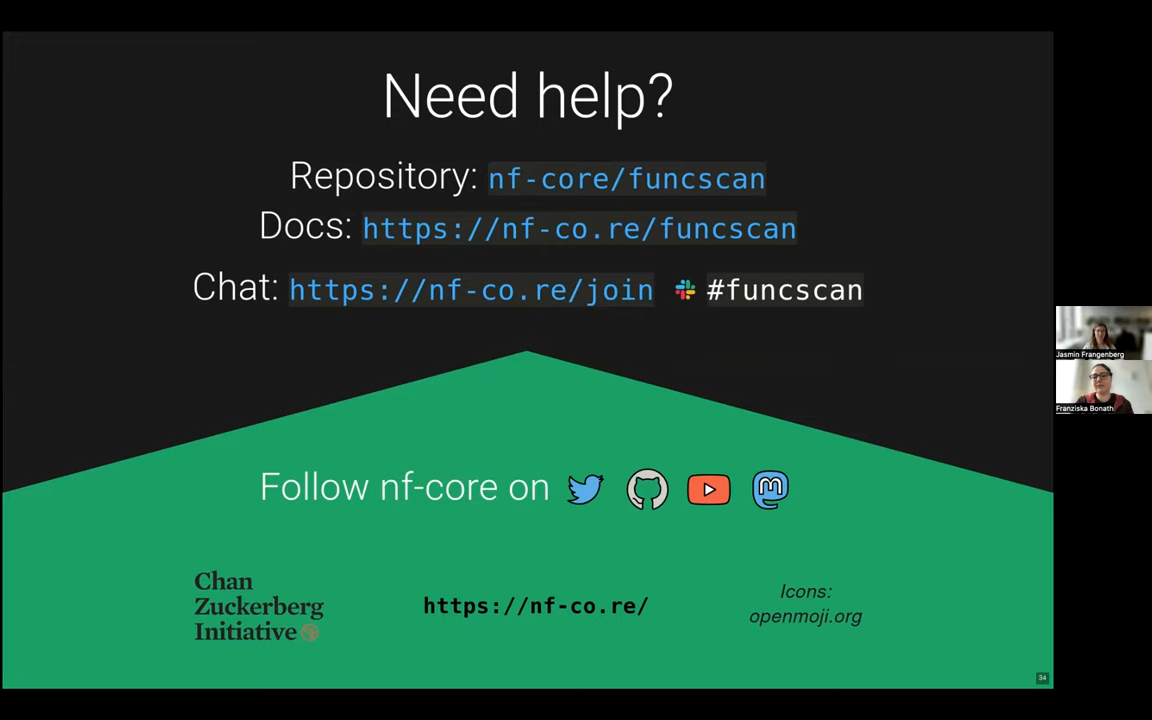 Need help?
Repository: nf-core/funcscan
Docs: https://nf-co.re/funcscan
Chat: https://nf-co.re/join #funcscan
Jasmin Frangenberg
Franziska Bonath
Follow nf-core on
Chan
Zuckerberg
Initiative
https://nf-co.re/
Icons:
openmoji.org
34